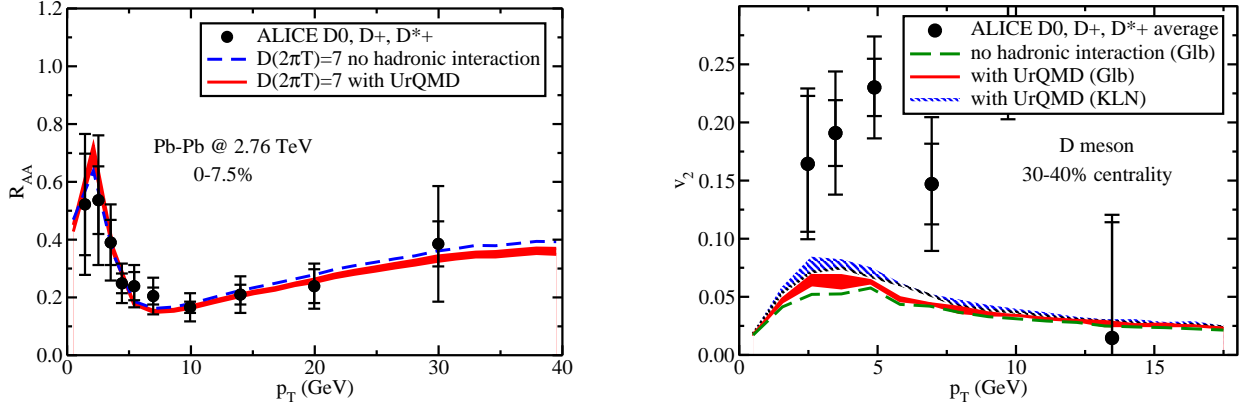 1.2
1.0
0.8
0.6
0.4
0.2
0.0
R_AA
ALICE D0, D+, D*+
D(2πT)=7 no hadronic interaction
D(2πT)=7 with UrQMD
Pb-Pb @ 2.76 TeV
0-7.5%
0 10 20 30 40
p_T (GeV)
0.25
0.20
0.15
0.10
0.05
0.00
v_2
ALICE D0, D+, D*+ average
no hadronic interaction (Glb)
with UrQMD (Glb)
with UrQMD (KLN)
D meson
30-40% centrality
0 5 10 15
p_T (GeV)